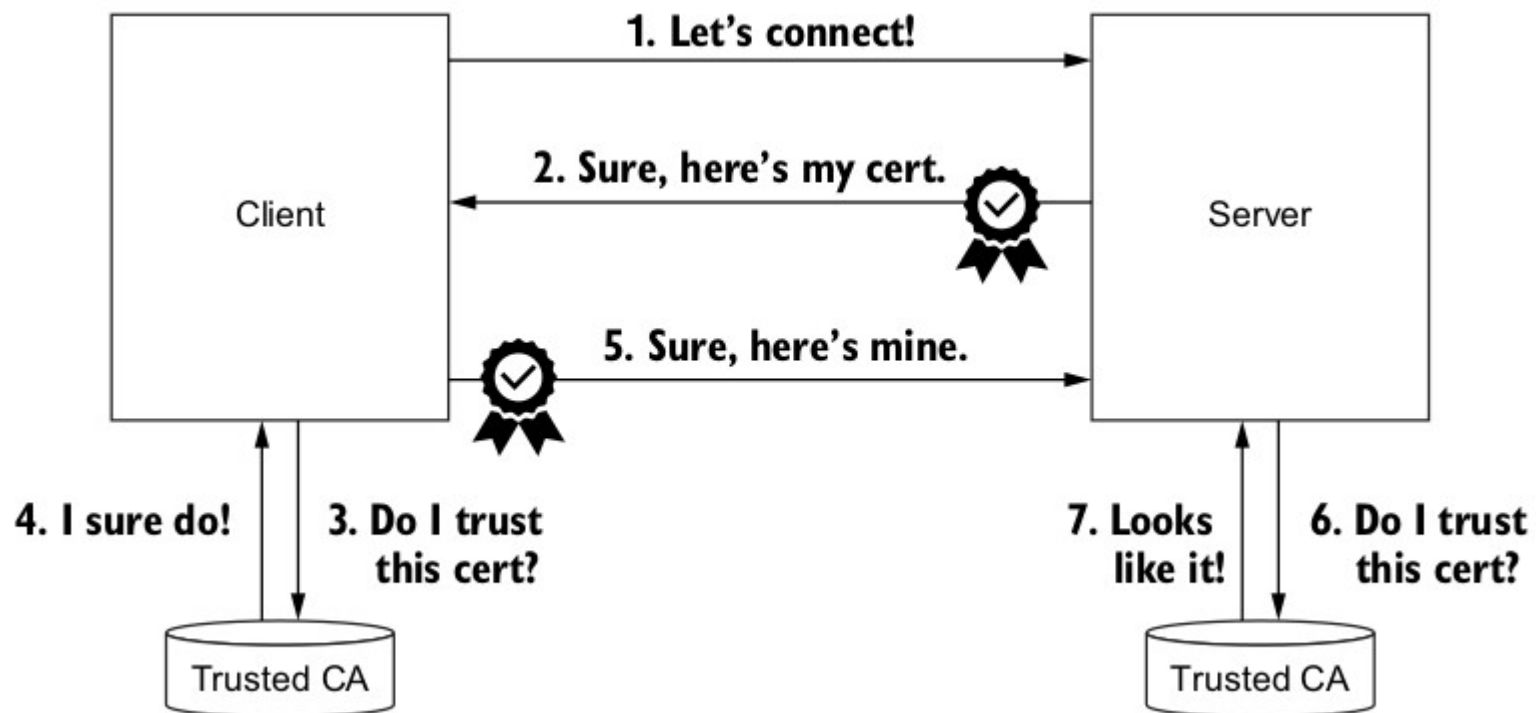 1. Let's connect!
2. Sure, here's my cert.
Client
Server
5. Sure, here's mine.
4. I sure do!
3. Do I trust
this cert?
7. Looks
like it!
6. Do I trust
this cert?
Trusted CA
Trusted CA